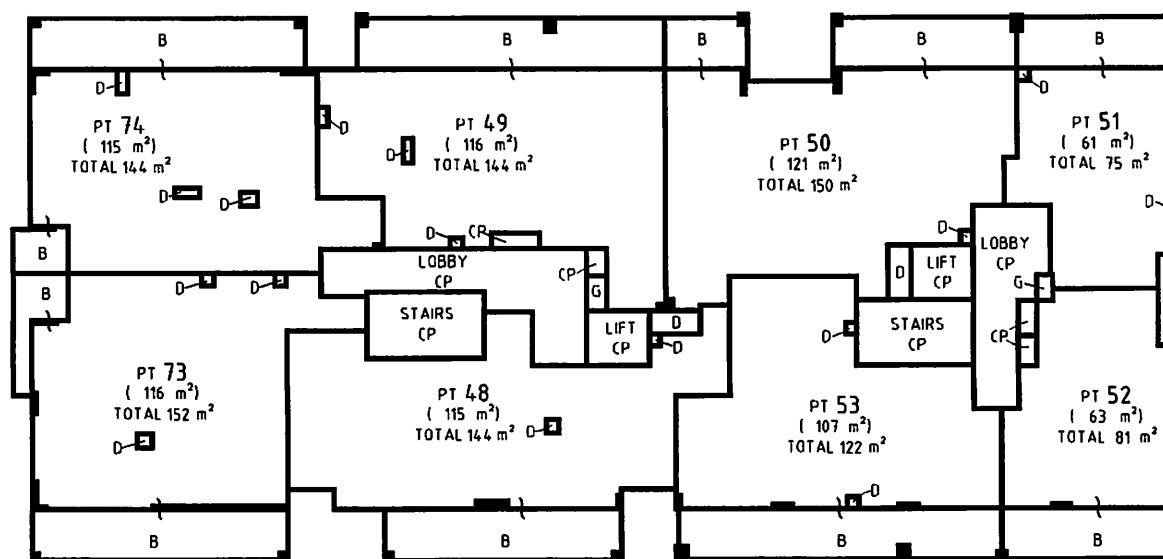 B
B
B
B
B
D
D
D
D
PT 74
( 115 m²)
TOTAL 144 m²
PT 49
( 116 m²)
TOTAL 144 m²
PT 50
( 121 m²)
TOTAL 150 m²
PT 51
( 61 m²)
TOTAL 75 m²
D
D
D
D
CP
D
B
LOBBY
CP
CP
D
LIFT
CP
LOBBY
CP
B
D
D
G
G
STAIRS
CP
LIFT
CP
D
D
D
STAIRS
CP
CP
PT 73
( 116 m²)
TOTAL 152 m²
D
PT 48
( 115 m²)
TOTAL 144 m²
D
PT 53
( 107 m²)
TOTAL 122 m²
D
PT 52
( 63 m²)
TOTAL 81 m²
B
B
B
B